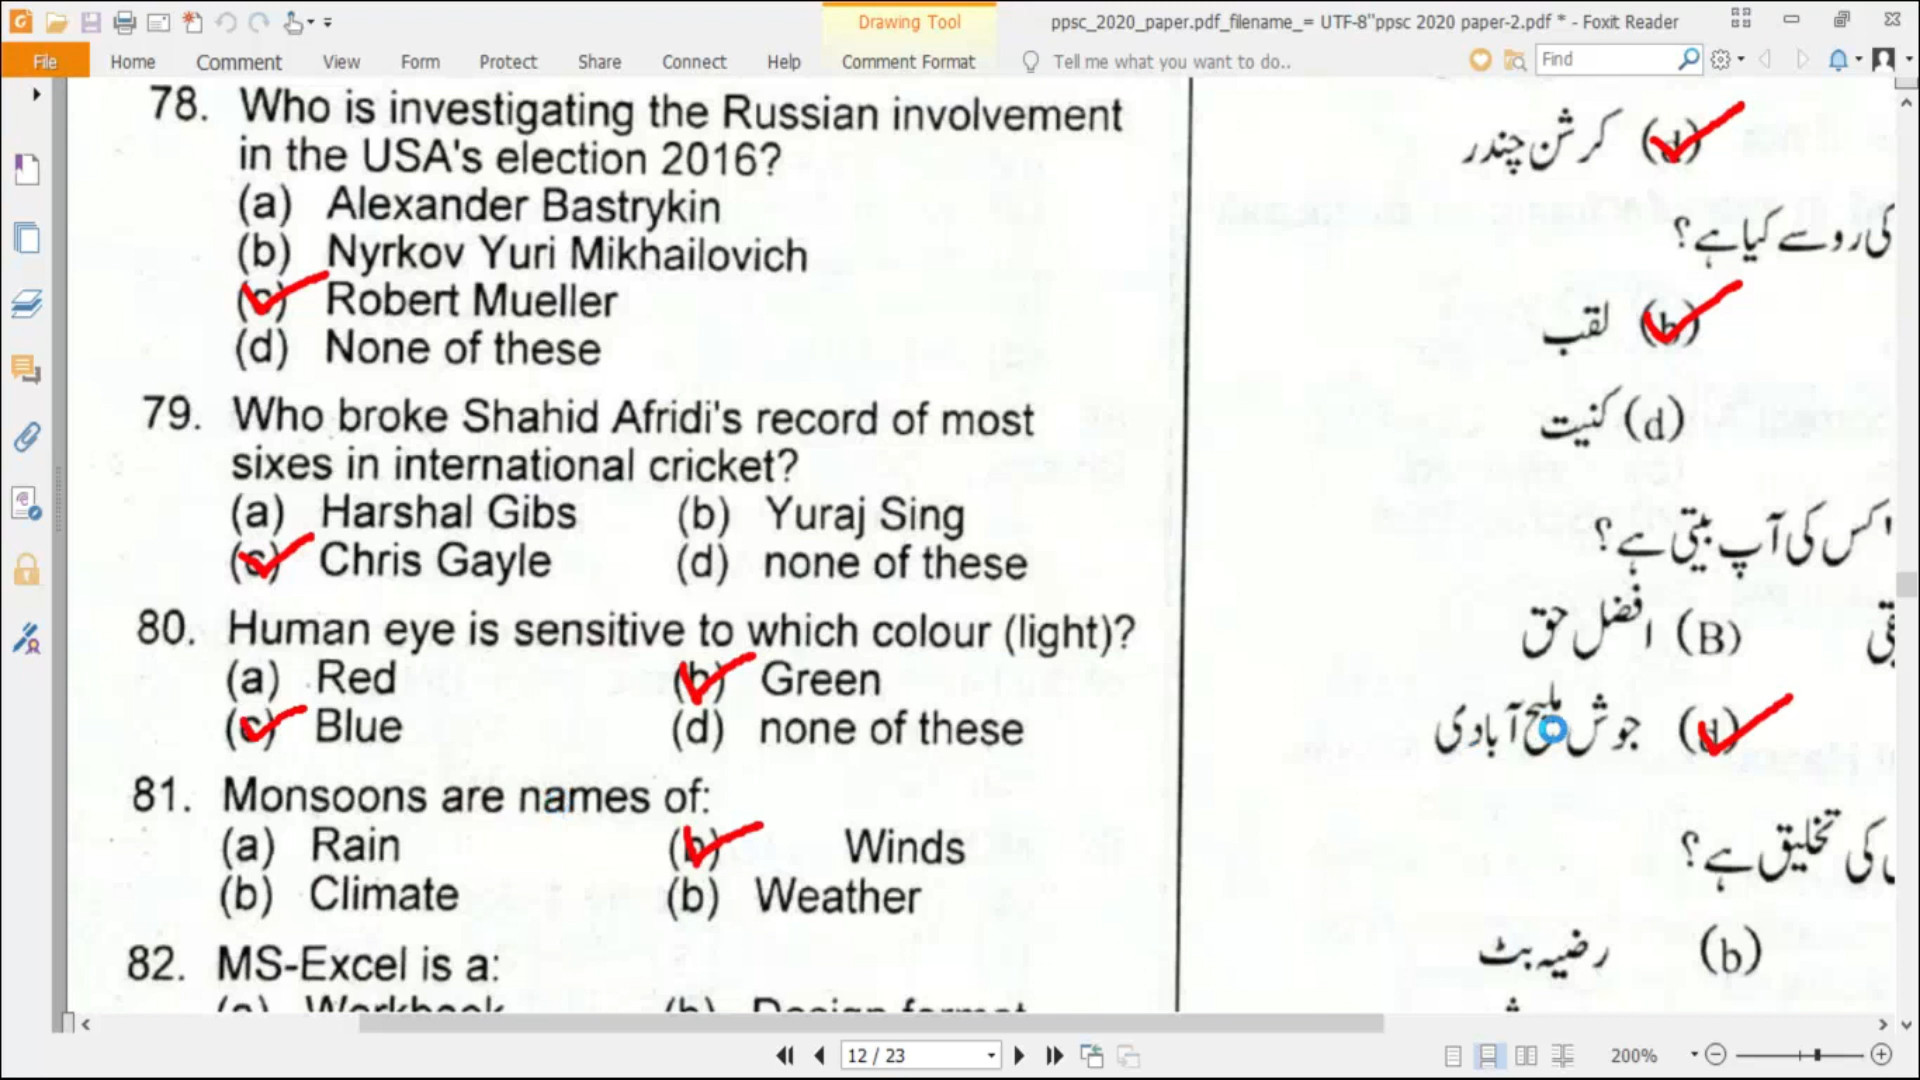 Drawing Tool
ppsc_2020_paper.pdf_filename_= UTF-8''ppsc 2020 paper-2.pdf * - Foxit Reader
File Home Comment View Form Protect Share Connect Help Comment Format Tell me what you want to do.. Find
78. Who is investigating the Russian involvement
in the USA's election 2016?
(a) Alexander Bastrykin
(b) Nyrkov Yuri Mikhailovich
(c) Robert Mueller
(d) None of these
79. Who broke Shahid Afridi's record of most
sixes in international cricket?
(a) Harshal Gibs (b) Yuraj Sing
(c) Chris Gayle (d) none of these
80. Human eye is sensitive to which colour (light)?
(a) Red (b) Green
(c) Blue (d) none of these
81. Monsoons are names of:
(a) Rain (b) Winds
(b) Climate (b) Weather
82. MS-Excel is a:
(a) Workbook (b) Design format
(d) کرشن چندر
کی رو سے کیا ہے؟
(b) لقب
(d) کنیت
کس کی آپ بیتی ہے؟
(B) افضل حق
(d) جوش ملیح آبادی
کی تخلیق ہے؟
(b) رضیہ بٹ
12 / 23
200%